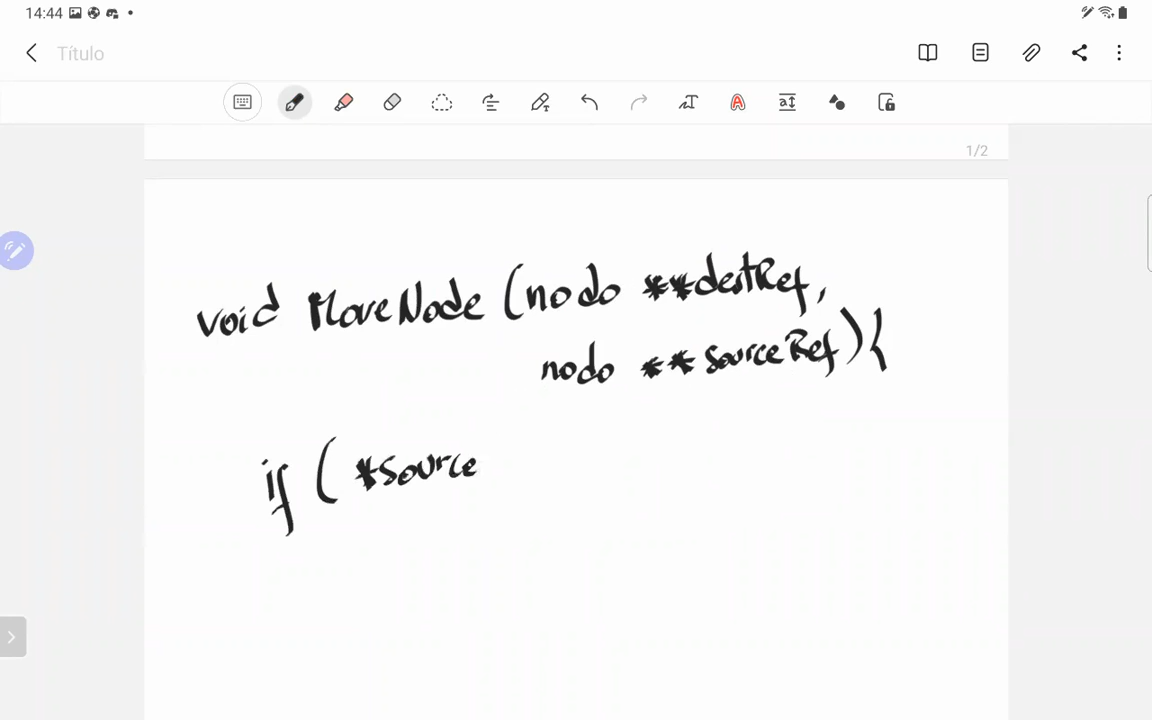 14:44
Título
1/2
void MoveNode (nodo **destRef,
nodo **sourceRef){
if ( *source